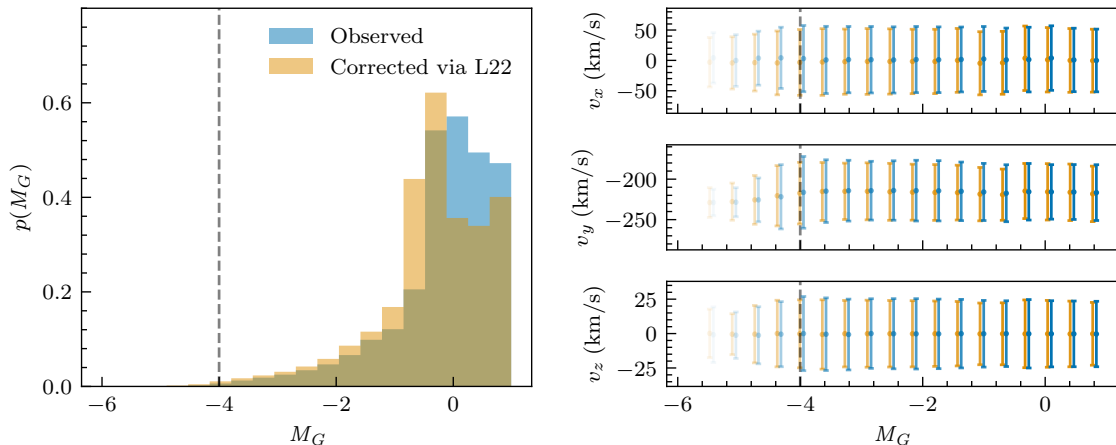 Observed
Corrected via L22
p(M_G)
0.0
0.2
0.4
0.6
−6
−4
−2
0
M_G
v_x (km/s)
50
0
−50
v_y (km/s)
−200
−250
v_z (km/s)
25
0
−25
−6
−4
−2
0
M_G